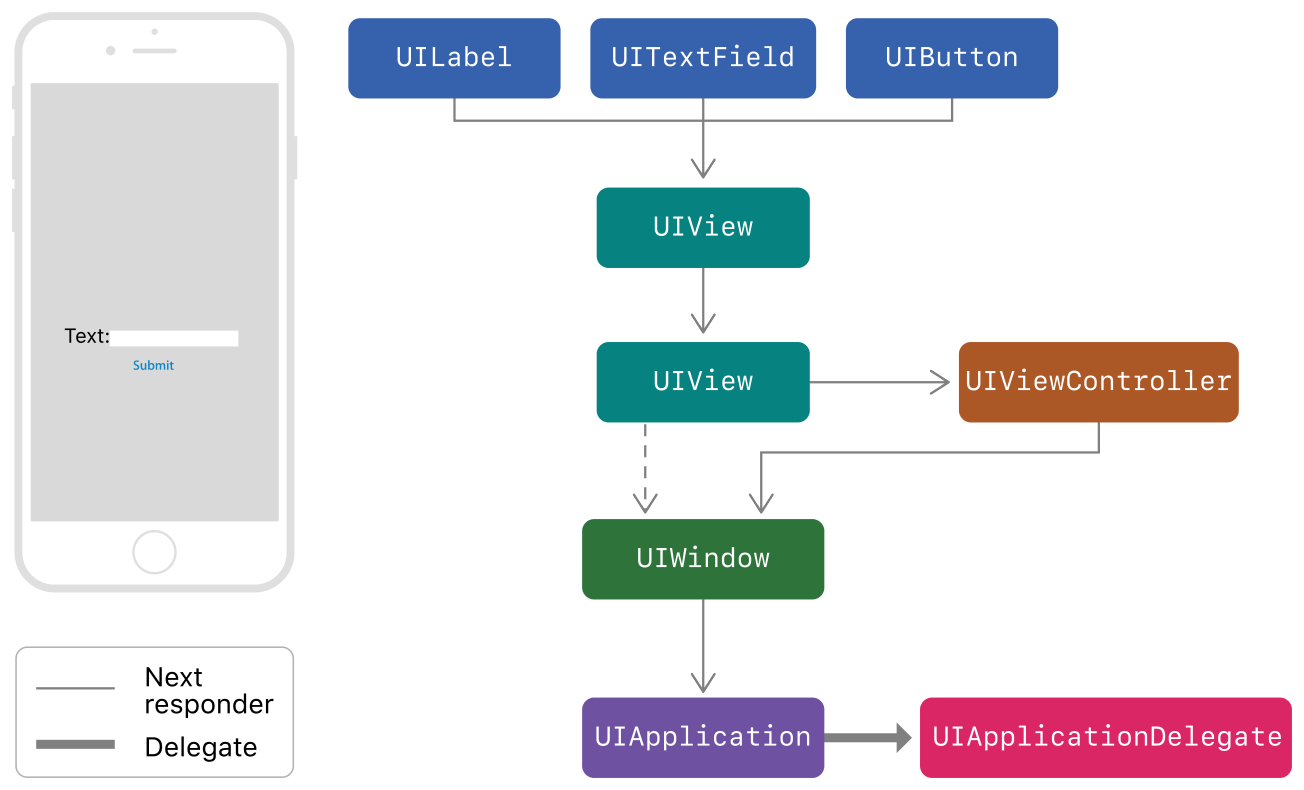 UILabel
UITextField
UIButton
UIView
Text:
Submit
UIView
UIViewController
UIWindow
Next
responder
Delegate
UIApplication
UIApplicationDelegate